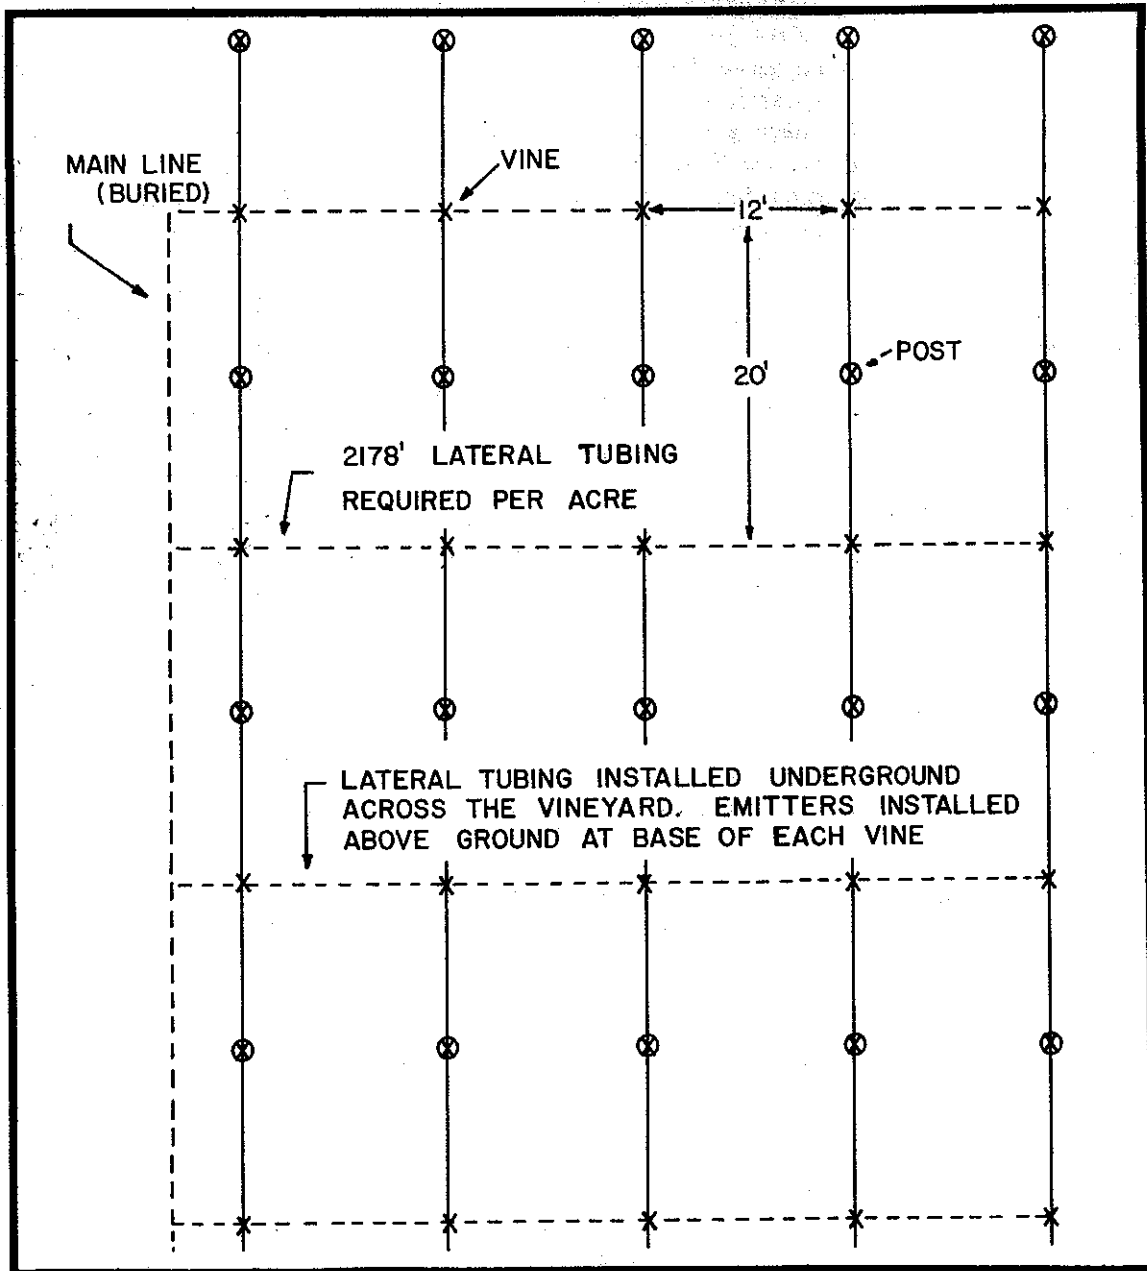 MAIN LINE
(BURIED)
VINE
12'
POST
20'
2178' LATERAL TUBING
REQUIRED PER ACRE
LATERAL TUBING INSTALLED UNDERGROUND
ACROSS THE VINEYARD. EMITTERS INSTALLED
ABOVE GROUND AT BASE OF EACH VINE